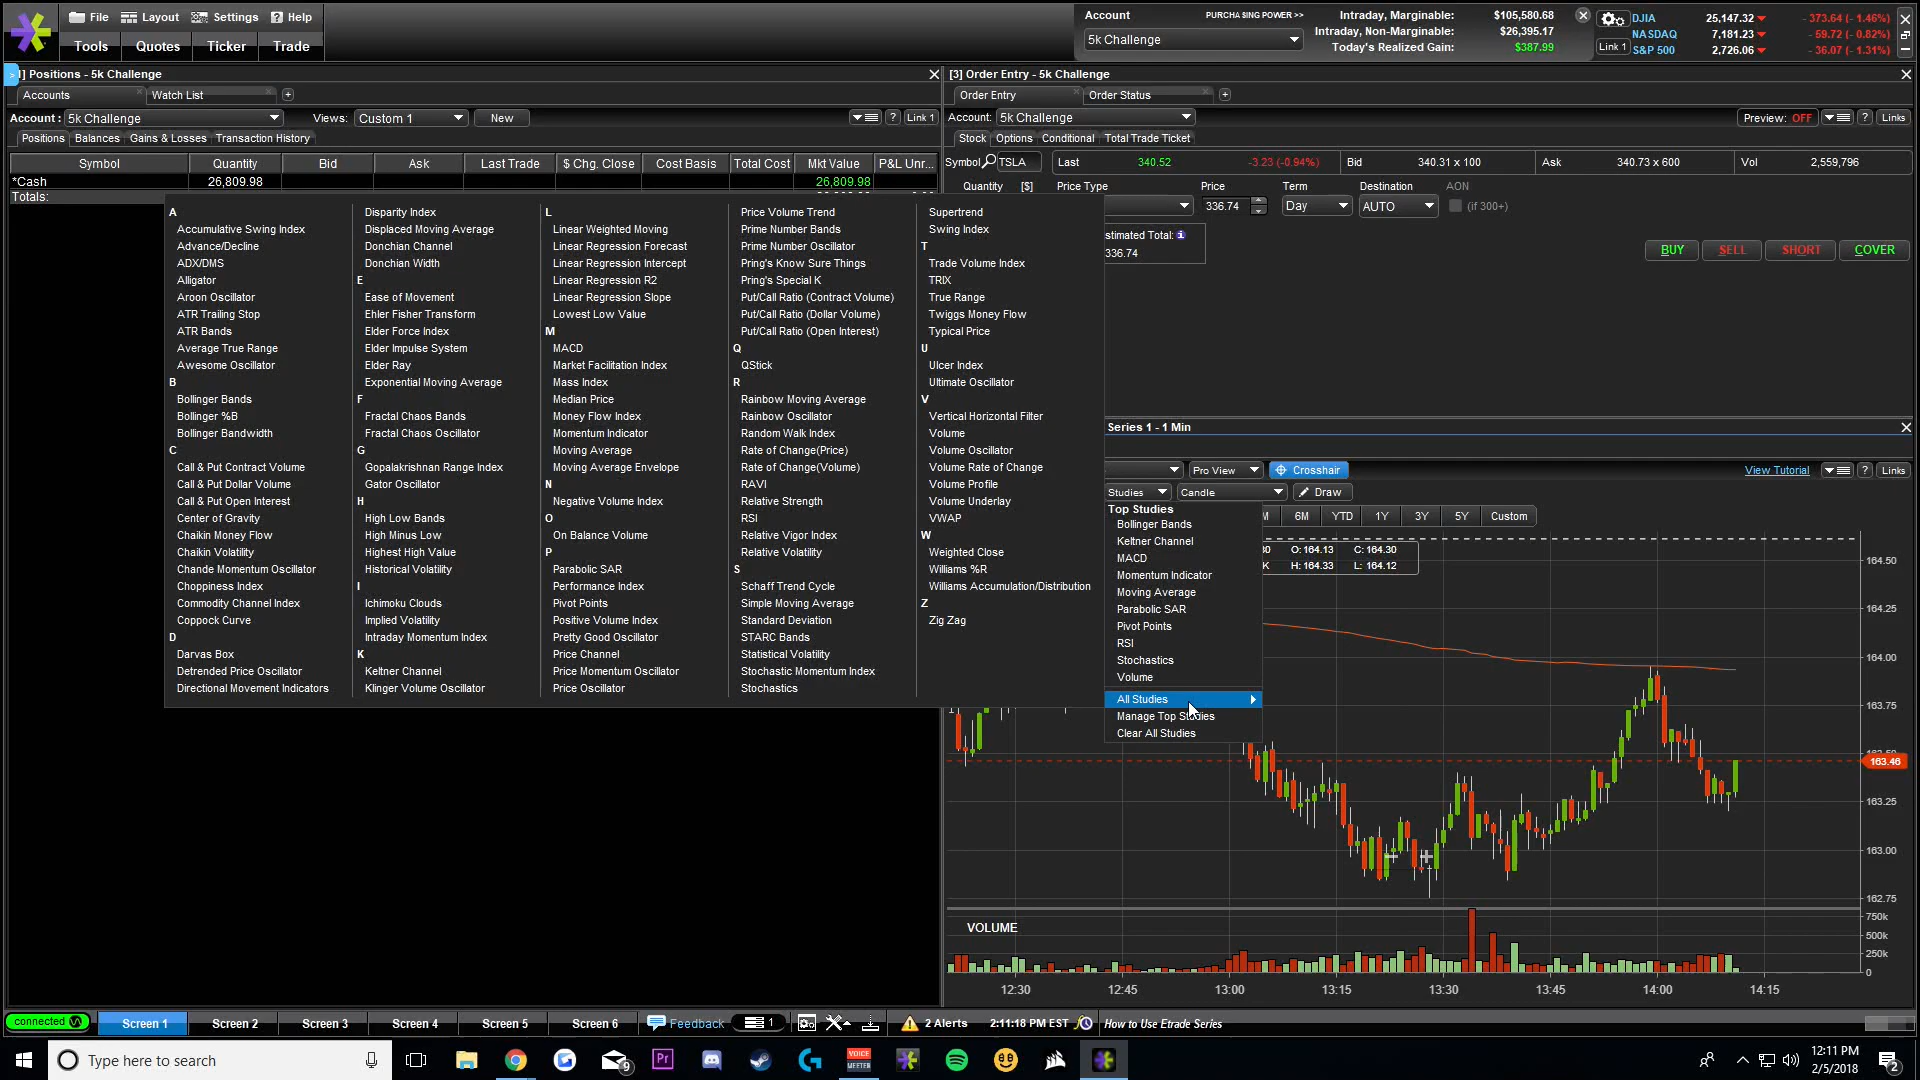 File Layout Settings Help
Tools Quotes Ticker Trade
Account PURCHASING POWER >>
5k Challenge
Intraday, Marginable: $105,580.68
Intraday, Non-Marginable: $26,395.17
Today's Realized Gain: $387.99
Link 1
DJIA 25,147.32 - 373.64 (- 1.46%)
NASDAQ 7,181.23 - 59.72 (- 0.82%)
S&P 500 2,726.06 - 36.07 (- 1.31%)
] Positions - 5k Challenge
Accounts Watch List
Account : 5k Challenge Views: Custom 1 New ? Link 1
Positions Balances Gains & Losses Transaction History
Symbol Quantity Bid Ask Last Trade $ Chg. Close Cost Basis Total Cost Mkt Value P&L Unr...
*Cash 26,809.98 26,809.98
Totals:
[3] Order Entry - 5k Challenge
Order Entry Order Status
Account: 5k Challenge Preview: OFF ? Links
Stock Options Conditional Total Trade Ticket
Symbol TSLA Last 340.52 -3.23 (-0.94%) Bid 340.31 x 100 Ask 340.73 x 600 Vol 2,559,796
Quantity [$] Price Type Price Term Destination AON
336.74 Day AUTO (if 300+)
stimated Total:
336.74
BUY SELL SHORT COVER
A
Accumulative Swing Index
Advance/Decline
ADX/DMS
Alligator
Aroon Oscillator
ATR Trailing Stop
ATR Bands
Average True Range
Awesome Oscillator
B
Bollinger Bands
Bollinger %B
Bollinger Bandwidth
C
Call & Put Contract Volume
Call & Put Dollar Volume
Call & Put Open Interest
Center of Gravity
Chaikin Money Flow
Chaikin Volatility
Chande Momentum Oscillator
Choppiness Index
Commodity Channel Index
Coppock Curve
D
Darvas Box
Detrended Price Oscillator
Directional Movement Indicators
Disparity Index
Displaced Moving Average
Donchian Channel
Donchian Width
E
Ease of Movement
Ehler Fisher Transform
Elder Force Index
Elder Impulse System
Elder Ray
Exponential Moving Average
F
Fractal Chaos Bands
Fractal Chaos Oscillator
G
Gopalakrishnan Range Index
Gator Oscillator
H
High Low Bands
High Minus Low
Highest High Value
Historical Volatility
I
Ichimoku Clouds
Implied Volatility
Intraday Momentum Index
K
Keltner Channel
Klinger Volume Oscillator
L
Linear Weighted Moving
Linear Regression Forecast
Linear Regression Intercept
Linear Regression R2
Linear Regression Slope
Lowest Low Value
M
MACD
Market Facilitation Index
Mass Index
Median Price
Money Flow Index
Momentum Indicator
Moving Average
Moving Average Envelope
N
Negative Volume Index
O
On Balance Volume
P
Parabolic SAR
Performance Index
Pivot Points
Positive Volume Index
Pretty Good Oscillator
Price Channel
Price Momentum Oscillator
Price Oscillator
Price Volume Trend
Prime Number Bands
Prime Number Oscillator
Pring's Know Sure Things
Pring's Special K
Put/Call Ratio (Contract Volume)
Put/Call Ratio (Dollar Volume)
Put/Call Ratio (Open Interest)
Q
QStick
R
Rainbow Moving Average
Rainbow Oscillator
Random Walk Index
Rate of Change(Price)
Rate of Change(Volume)
RAVI
Relative Strength
RSI
Relative Vigor Index
Relative Volatility
S
Schaff Trend Cycle
Simple Moving Average
Standard Deviation
STARC Bands
Statistical Volatility
Stochastic Momentum Index
Stochastics
Supertrend
Swing Index
T
Trade Volume Index
TRIX
True Range
Twiggs Money Flow
Typical Price
U
Ulcer Index
Ultimate Oscillator
V
Vertical Horizontal Filter
Volume
Volume Oscillator
Volume Rate of Change
Volume Profile
Volume Underlay
VWAP
W
Weighted Close
Williams %R
Williams Accumulation/Distribution
Z
Zig Zag
Series 1 - 1 Min
Pro View Crosshair View Tutorial ? Links
Studies Candle Draw
6M YTD 1Y 3Y 5Y Custom
O: 164.13 C: 164.30
H: 164.33 L: 164.12
Top Studies
Bollinger Bands
Keltner Channel
MACD
Momentum Indicator
Moving Average
Parabolic SAR
Pivot Points
RSI
Stochastics
Volume
All Studies
Manage Top Studies
Clear All Studies
164.50
164.25
164.00
163.75
163.46
163.25
163.00
162.75
VOLUME
750k
500k
250k
0
12:30 12:45 13:00 13:15 13:30 13:45 14:00 14:15
connected Screen 1 Screen 2 Screen 3 Screen 4 Screen 5 Screen 6 Feedback 1 2 Alerts 2:11:18 PM EST How to Use Etrade Series
Type here to search
9
Pr
VOICE MEETER
12:11 PM
2/5/2018
2